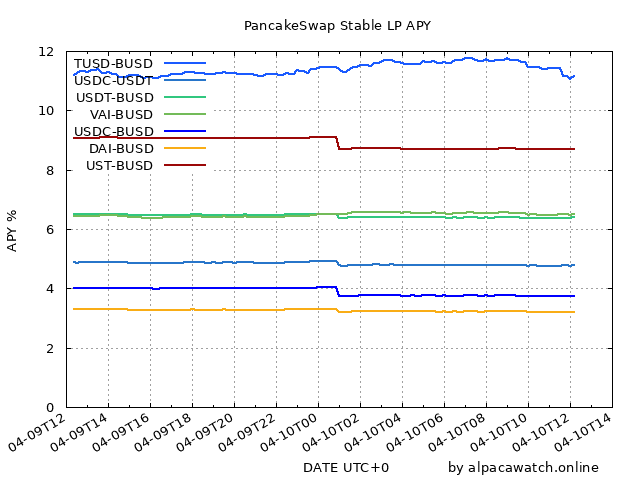 PancakeSwap Stable LP APY
12
10
8
6
4
2
0
APY %
TUSD-BUSD
USDC-USDT
USDT-BUSD
VAI-BUSD
USDC-BUSD
DAI-BUSD
UST-BUSD
04-09T12
04-09T14
04-09T16
04-09T18
04-09T20
04-09T22
04-10T00
04-10T02
04-10T04
04-10T06
04-10T08
04-10T10
04-10T12
04-10T14
DATE UTC+0
by alpacawatch.online